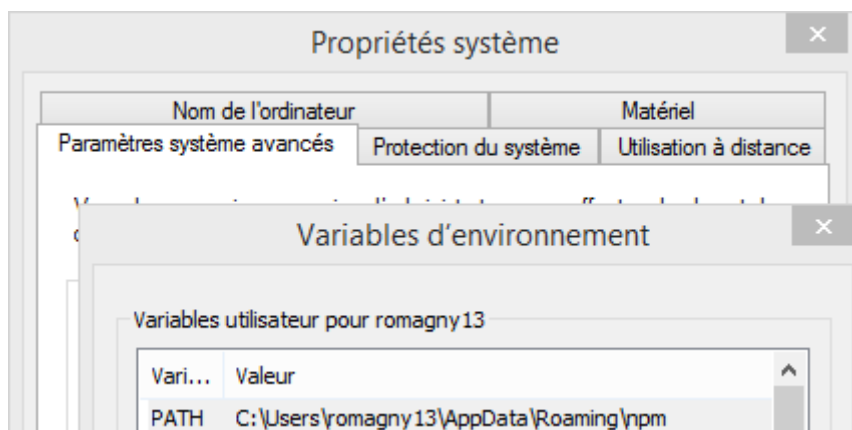 Propriétés système
Nom de l'ordinateur
Matériel
Paramètres système avancés
Protection du système
Utilisation à distance
Variables d'environnement
Variables utilisateur pour romagny13
Vari... Valeur
PATH C:\Users\romagny13\AppData\Roaming\npm